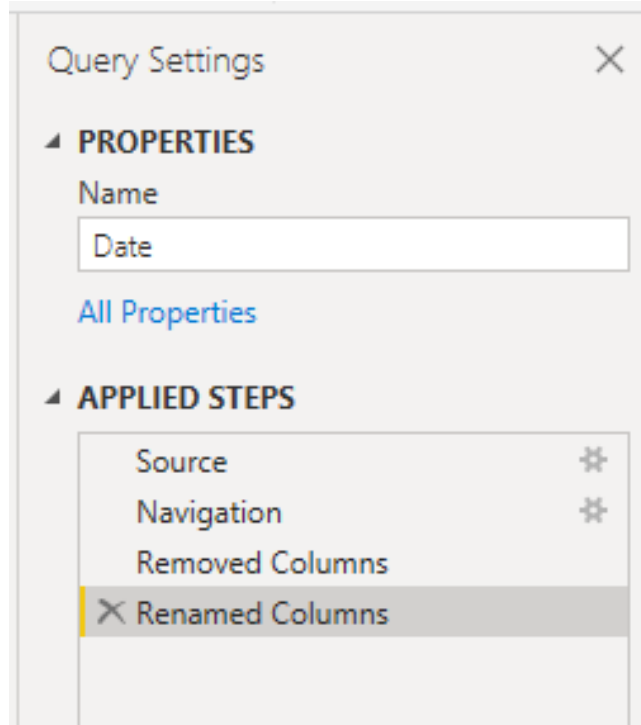 Query Settings
PROPERTIES
Name
Date
All Properties
APPLIED STEPS
Source
Navigation
Removed Columns
Renamed Columns